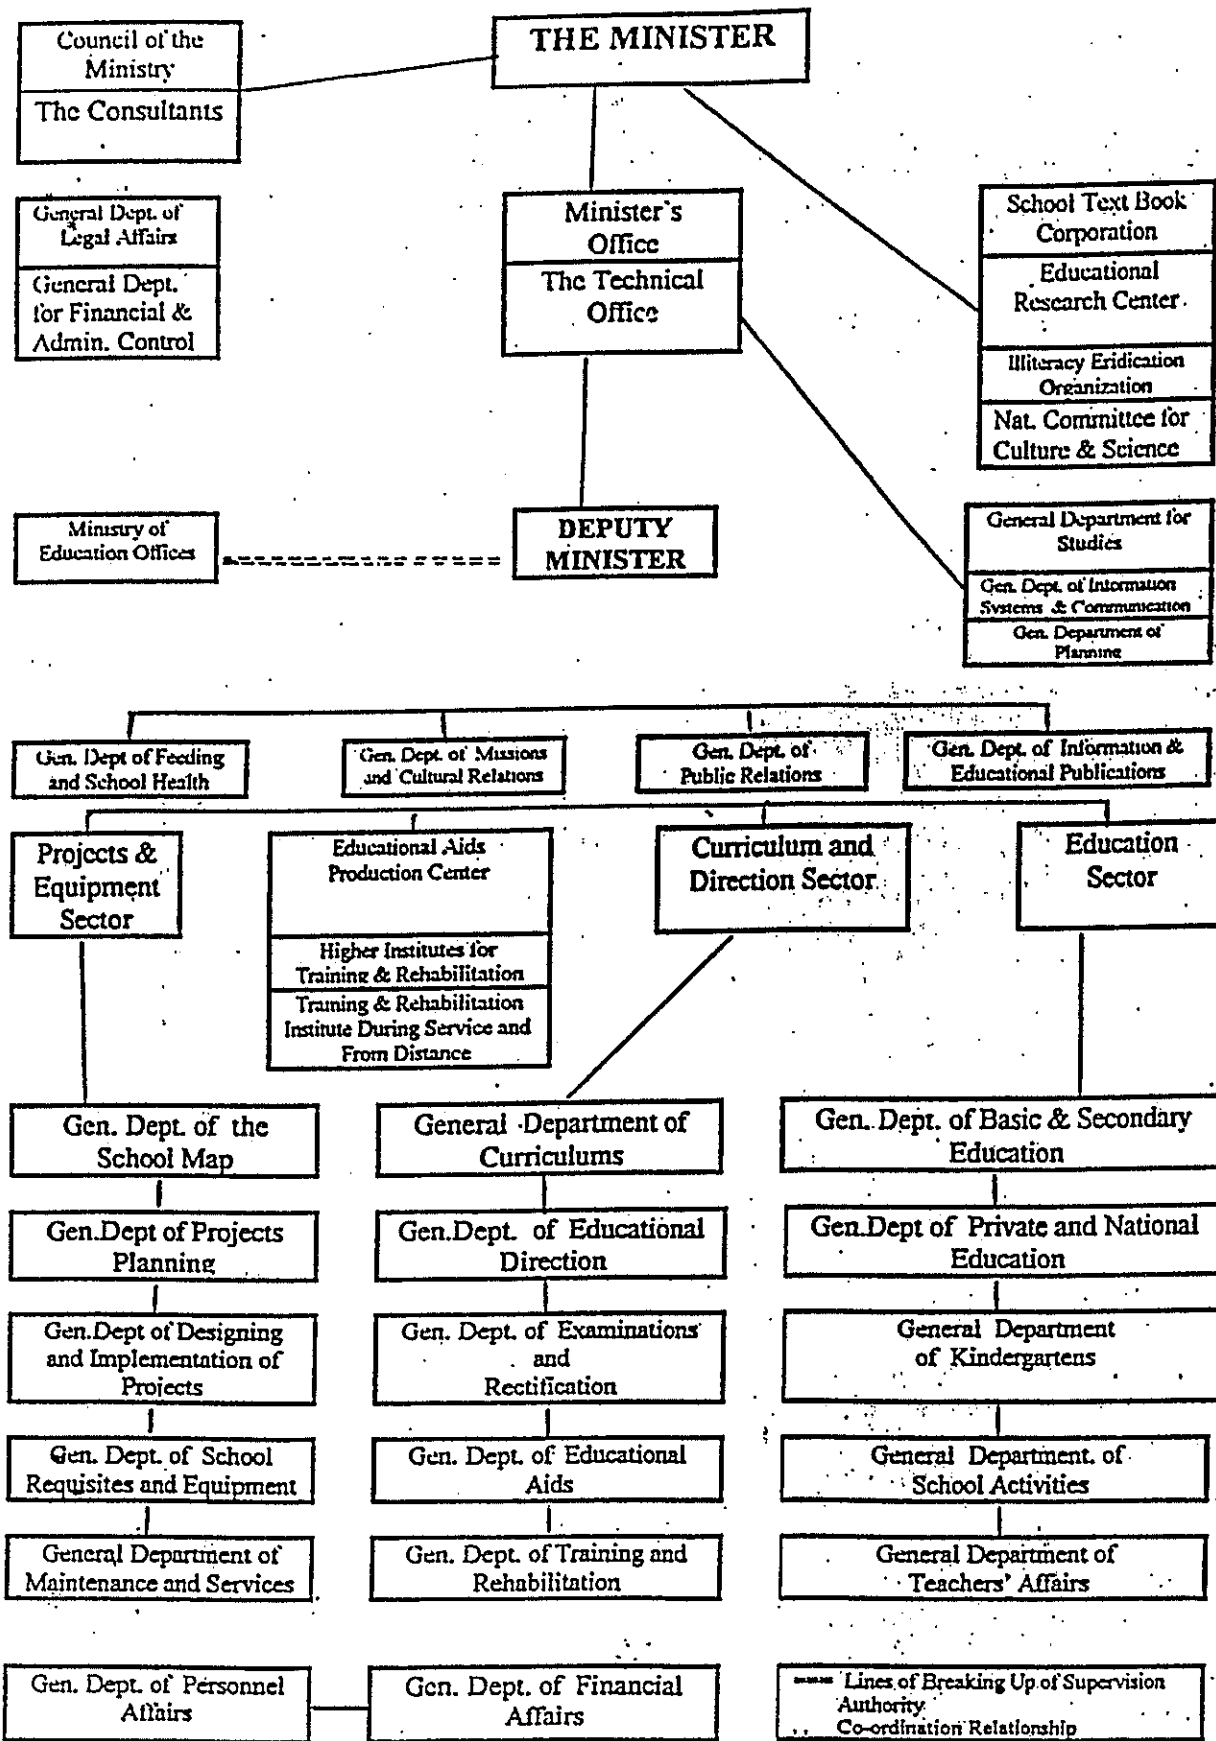 THE MINISTER
Council of the
Ministry
The Consultants
General Dept. of
Legal Affairs
General Dept.
for Financial &
Admin. Control
Minister's
Office
The Technical
Office
School Text Book
Corporation
Educational
Research Center
Illiteracy Eridication
Organization
Nat. Committee for
Culture & Science
Ministry of
Education Offices
DEPUTY
MINISTER
General Department for
Studies
Gen. Dept. of Information
Systems & Communication
Gen. Department of
Planning
Gen. Dept of Feeding
and School Health
Gen. Dept. of Missions
and Cultural Relations
Gen. Dept. of
Public Relations
Gen. Dept. of Information &
Educational Publications
Projects &
Equipment
Sector
Educational Aids
Production Center
Higher Institutes for
Training & Rehabilitation
Training & Rehabilitation
Institute During Service and
From Distance
Curriculum and
Direction Sector
Education
Sector
Gen. Dept. of the
School Map
General Department of
Curriculums
Gen. Dept. of Basic & Secondary
Education
Gen.Dept of Projects
Planning
Gen.Dept. of Educational
Direction
Gen.Dept of Private and National
Education
Gen.Dept of Designing
and Implementation of
Projects
Gen. Dept. of Examinations
and
Rectification
General Department
of Kindergartens
Gen. Dept. of School
Requisites and Equipment
Gen. Dept. of Educational
Aids
General Department. of
School Activities
General Department of
Maintenance and Services
Gen. Dept. of Training and
Rehabilitation
General Department of
Teachers' Affairs
Gen. Dept. of Personnel
Affairs
Gen. Dept. of Financial
Affairs
Lines of Breaking Up of Supervision
Authority
Co-ordination Relationship